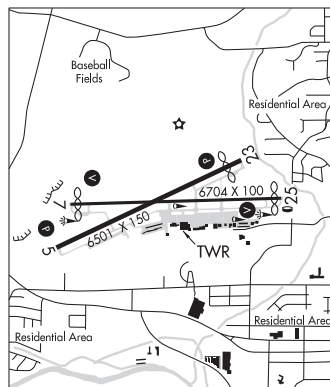 Baseball
Fields
Residential Area
P
23
V
6704 X 100
7
25
P
V
6501 X 150
5
TWR
Residential Area
Residential Area